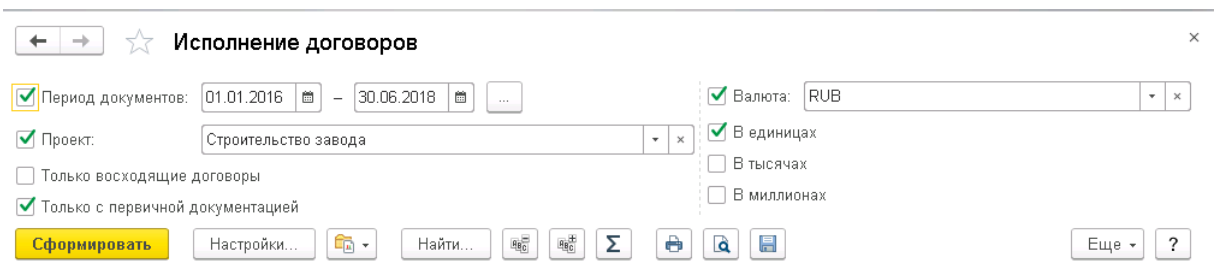 Исполнение договоров
Период документов: 01.01.2016 – 30.06.2018 ... Валюта: RUB
Проект: Строительство завода В единицах
Только восходящие договоры В тысячах
Только с первичной документацией В миллионах
Сформировать Настройки... Найти... Σ Еще ?